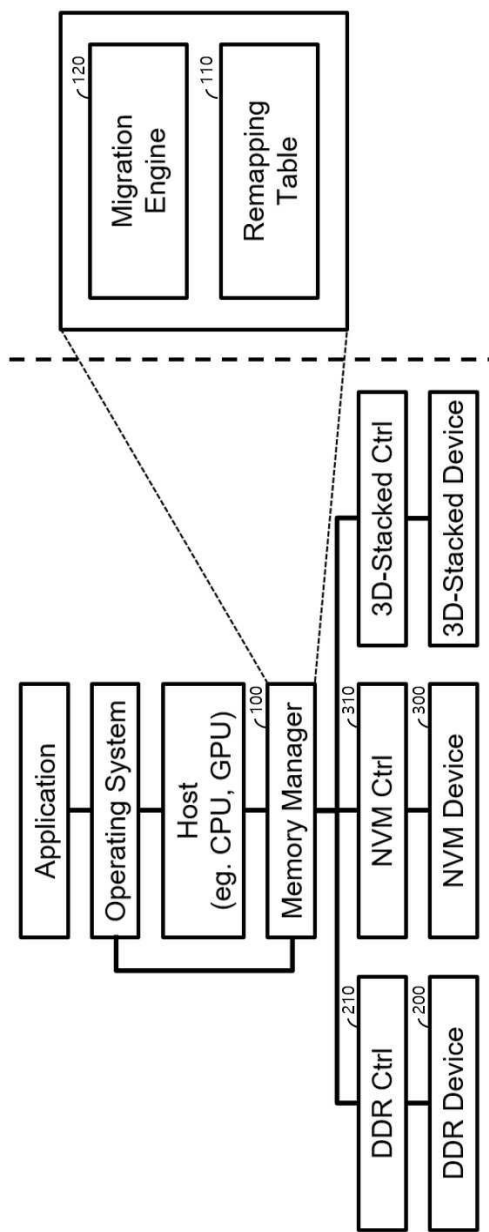 Application
Operating System
Host
(eg. CPU, GPU)
100
Memory Manager
210
DDR Ctrl
310
NVM Ctrl
3D-Stacked Ctrl
200
DDR Device
300
NVM Device
3D-Stacked Device
120
Migration
Engine
110
Remapping
Table